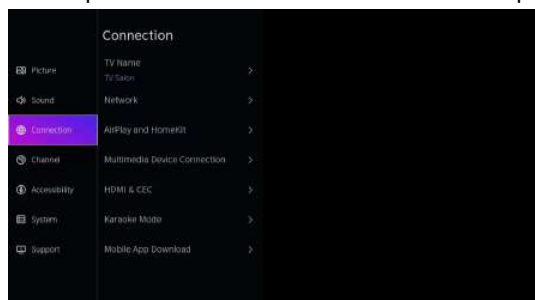 Connection
Picture
Sound
Connection
Channel
Accessibility
System
Support
TV Name
TV Salon
Network
AirPlay and HomeKit
Multimedia Device Connection
HDMI & CEC
Karaoke Mode
Mobile App Download